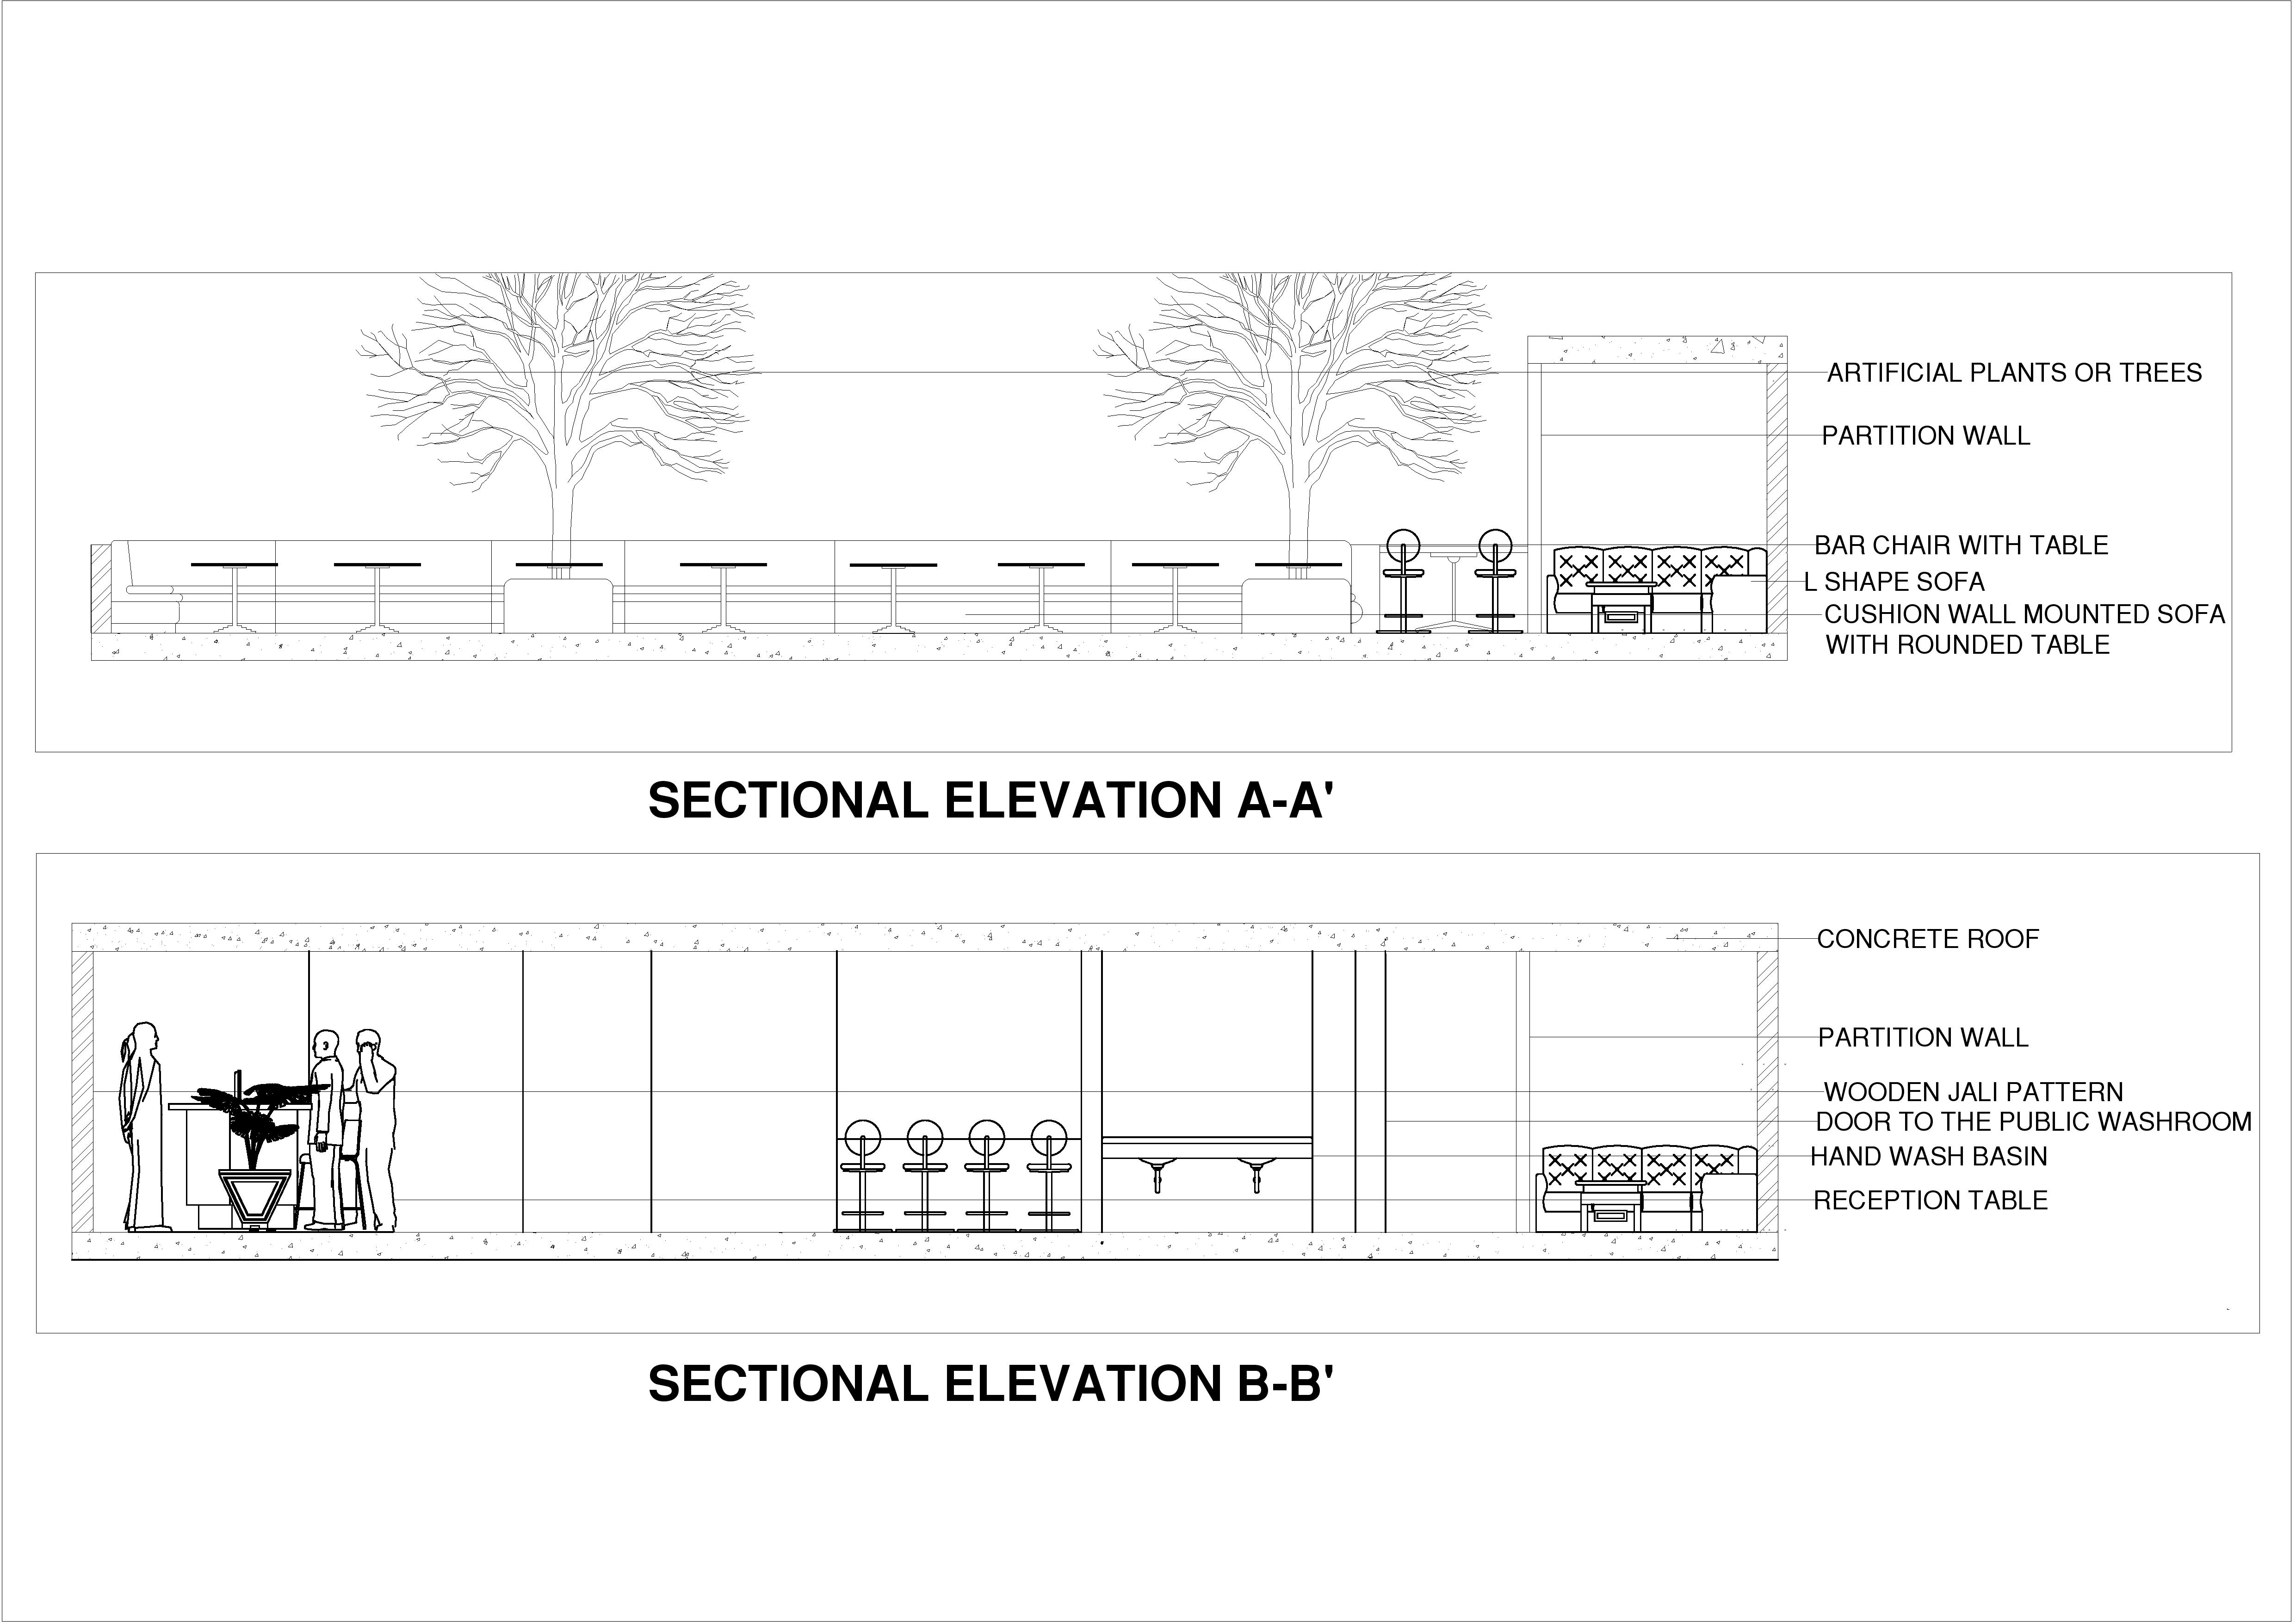 ARTIFICIAL PLANTS OR TREES
PARTITION WALL
BAR CHAIR WITH TABLE
L SHAPE SOFA
CUSHION WALL MOUNTED SOFA
WITH ROUNDED TABLE
SECTIONAL ELEVATION A-A'
CONCRETE ROOF
PARTITION WALL
WOODEN JALI PATTERN
DOOR TO THE PUBLIC WASHROOM
HAND WASH BASIN
RECEPTION TABLE
SECTIONAL ELEVATION B-B'